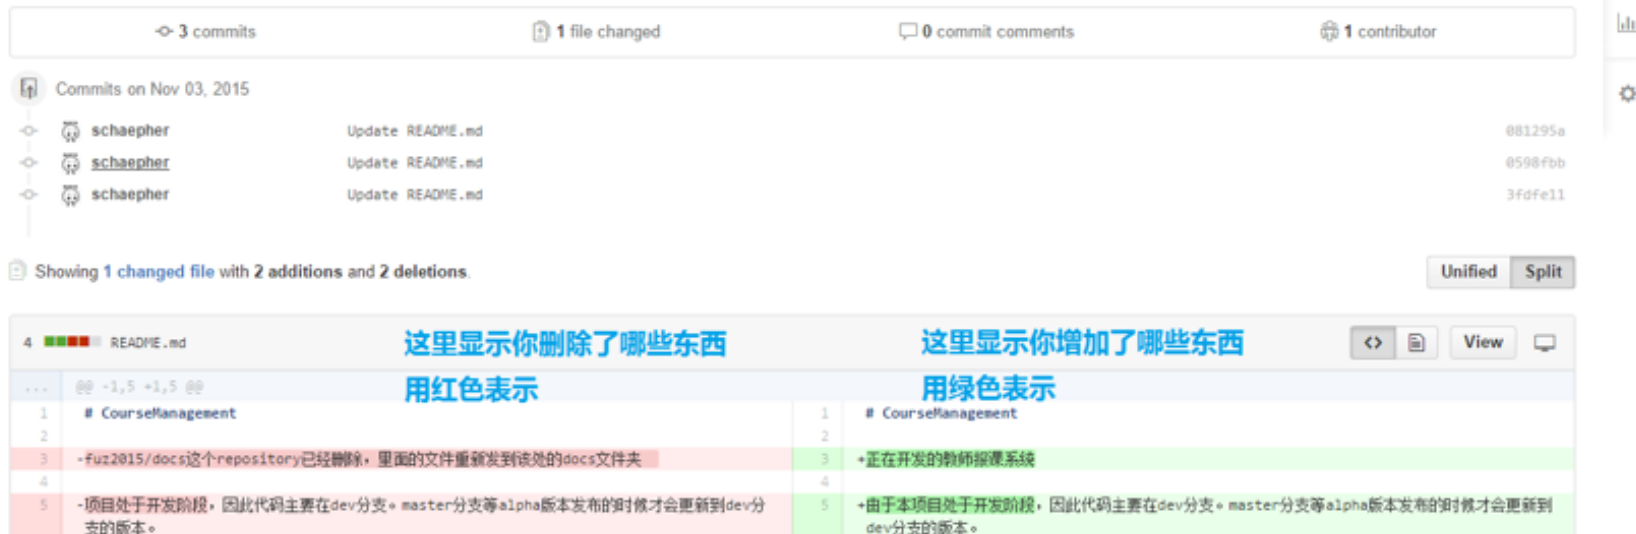 3 commits 1 file changed 0 commit comments 1 contributor
Commits on Nov 03, 2015
schaepher Update README.md 081295a
schaepher Update README.md 0598fbb
schaepher Update README.md 3fdfe11
Showing 1 changed file with 2 additions and 2 deletions. Unified Split
4 README.md 这里显示你删除了哪些东西 这里显示你增加了哪些东西 <> View
... @@ -1,5 +1,5 @@ 用红色表示 用绿色表示
1 # CourseManagement 1 # CourseManagement
2 2
3 -fuz2015/docs这个repository已经删除，里面的文件重新发到该处的docs文件夹 3 +正在开发的教师报课系统
4 4
5 -项目处于开发阶段，因此代码主要在dev分支。master分支等alpha版本发布的时候才会更新到dev分 5 +由于本项目处于开发阶段，因此代码主要在dev分支。master分支等alpha版本发布的时候才会更新到
支的版本。 dev分支的版本。